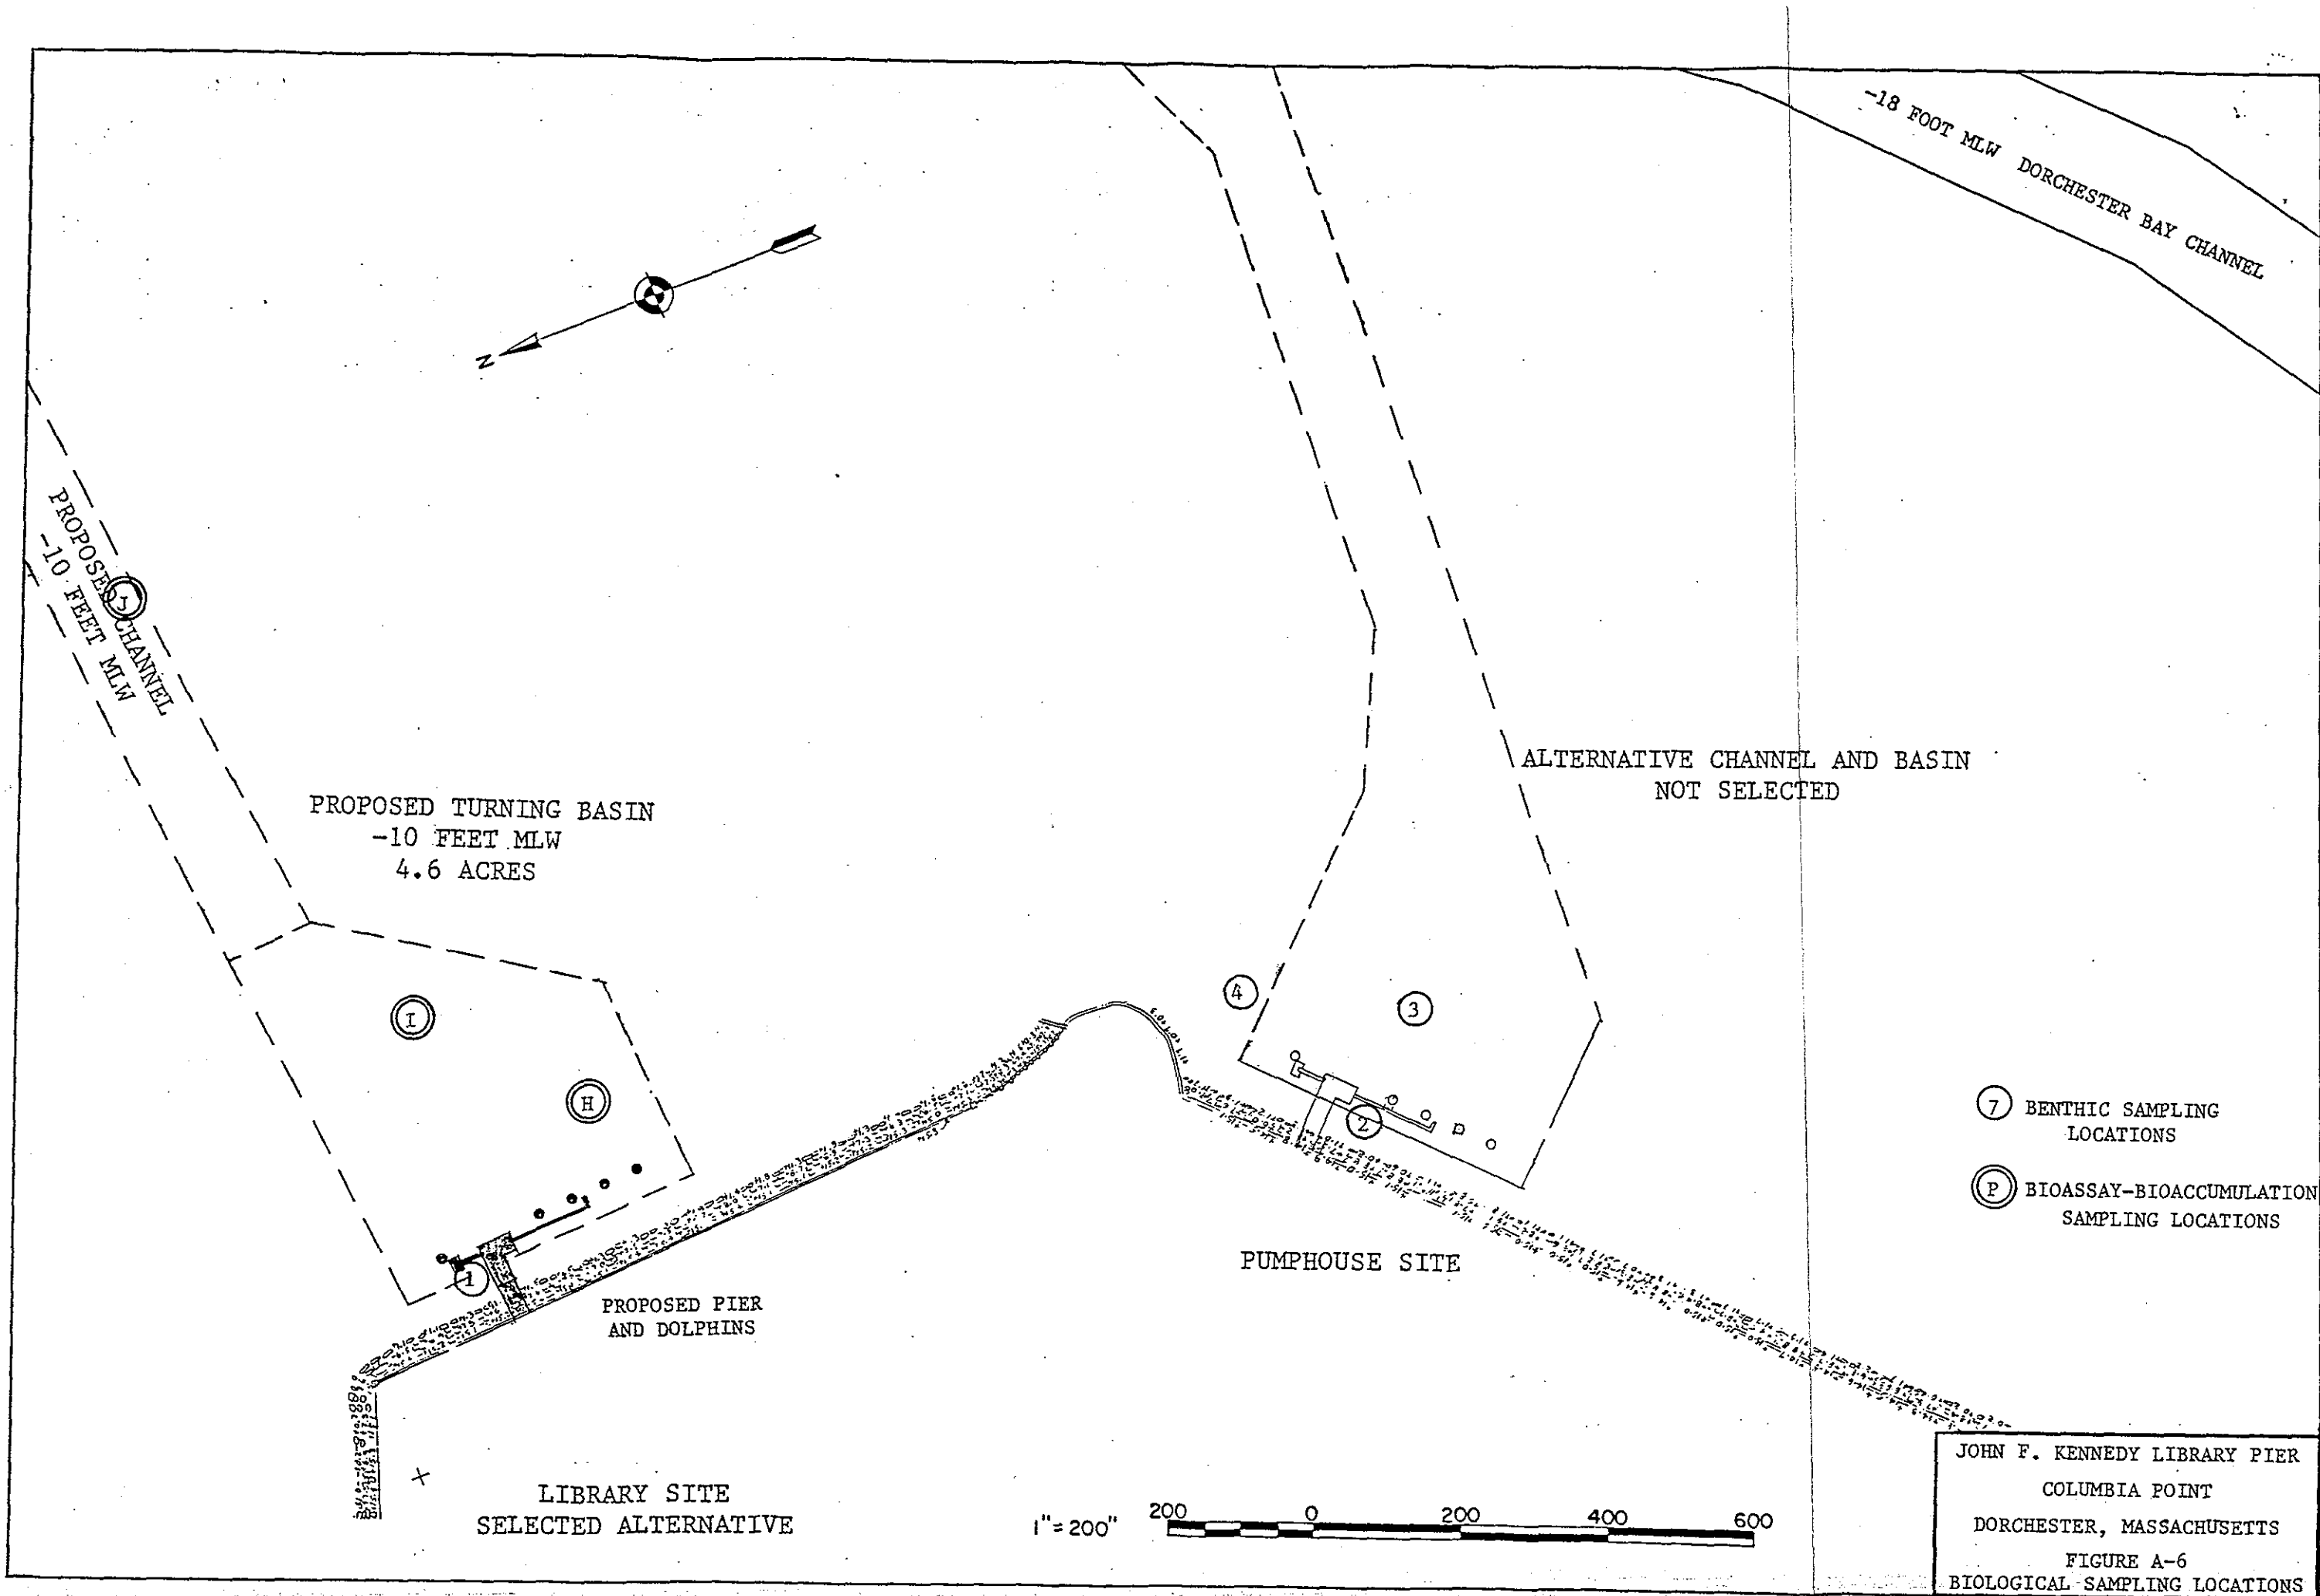 -18 FOOT MLW DORCHESTER BAY CHANNEL
N
PROPOSED CHANNEL
-10 FEET MLW
J
PROPOSED TURNING BASIN
-10 FEET MLW
4.6 ACRES
ALTERNATIVE CHANNEL AND BASIN
NOT SELECTED
I
H
4
3
2
1
7 BENTHIC SAMPLING
LOCATIONS
P BIOASSAY-BIOACCUMULATION
SAMPLING LOCATIONS
PUMPHOUSE SITE
PROPOSED PIER
AND DOLPHINS
LIBRARY SITE
SELECTED ALTERNATIVE
1"=200"
200 0 200 400 600
JOHN F. KENNEDY LIBRARY PIER
COLUMBIA POINT
DORCHESTER, MASSACHUSETTS
FIGURE A-6
BIOLOGICAL SAMPLING LOCATIONS